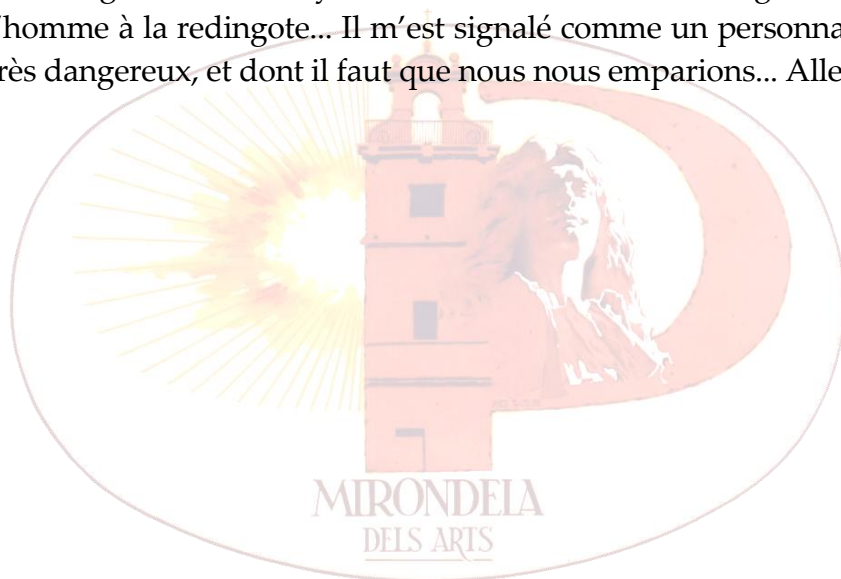 'homme à la redingote... Il m'est signalé comme un personna
rès dangereux, et dont il faut que nous nous emparions... Alle
MIRONDELA
DELS ARTS